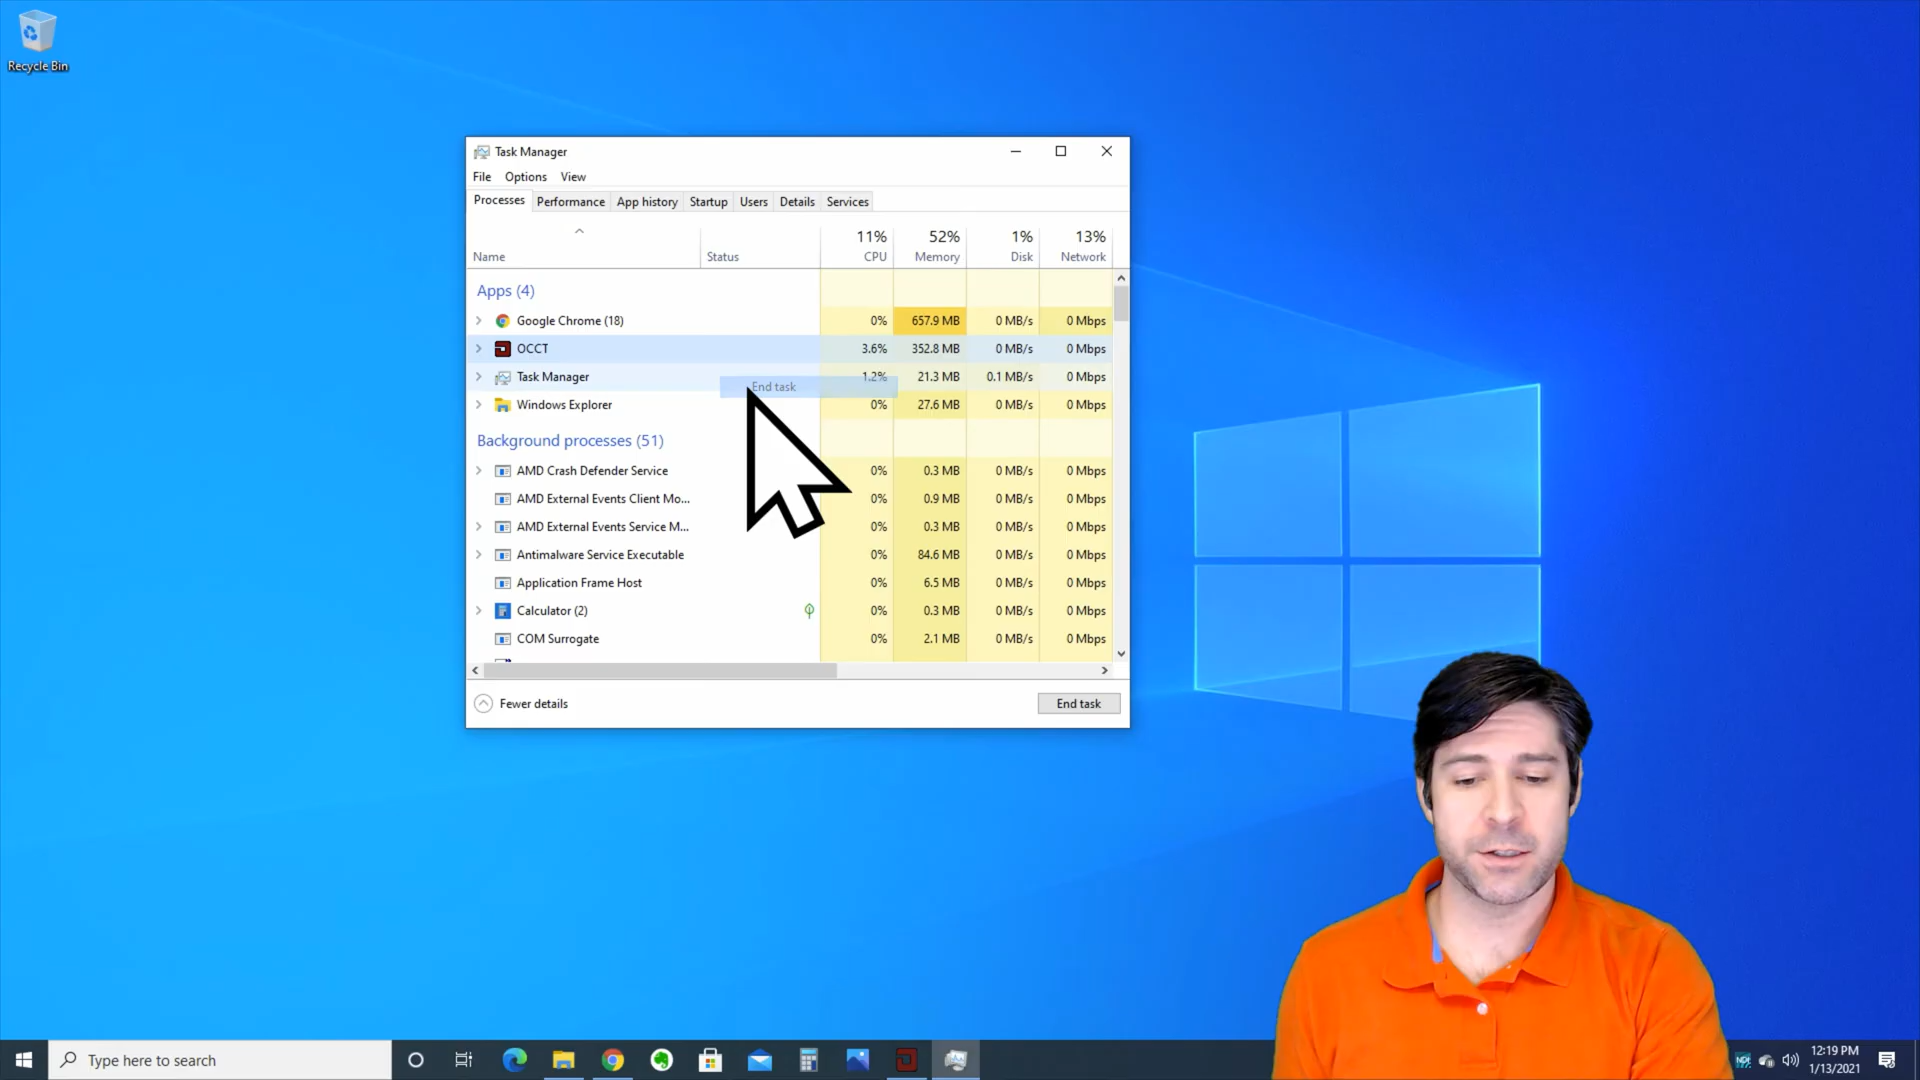 Recycle Bin
Task Manager
File Options View
Processes Performance App history Startup Users Details Services
11% 52% 1% 13%
Name Status CPU Memory Disk Network
Apps (4)
Google Chrome (18) 0% 657.9 MB 0 MB/s 0 Mbps
OCCT 3.6% 352.8 MB 0 MB/s 0 Mbps
Task Manager 1.2% 21.3 MB 0.1 MB/s 0 Mbps
End task
Windows Explorer 0% 27.6 MB 0 MB/s 0 Mbps
Background processes (51)
AMD Crash Defender Service 0% 0.3 MB 0 MB/s 0 Mbps
AMD External Events Client Mo... 0% 0.9 MB 0 MB/s 0 Mbps
AMD External Events Service M... 0% 0.3 MB 0 MB/s 0 Mbps
Antimalware Service Executable 0% 84.6 MB 0 MB/s 0 Mbps
Application Frame Host 0% 6.5 MB 0 MB/s 0 Mbps
Calculator (2) 0% 0.3 MB 0 MB/s 0 Mbps
COM Surrogate 0% 2.1 MB 0 MB/s 0 Mbps
Fewer details End task
Type here to search
NDI
12:19 PM
1/13/2021